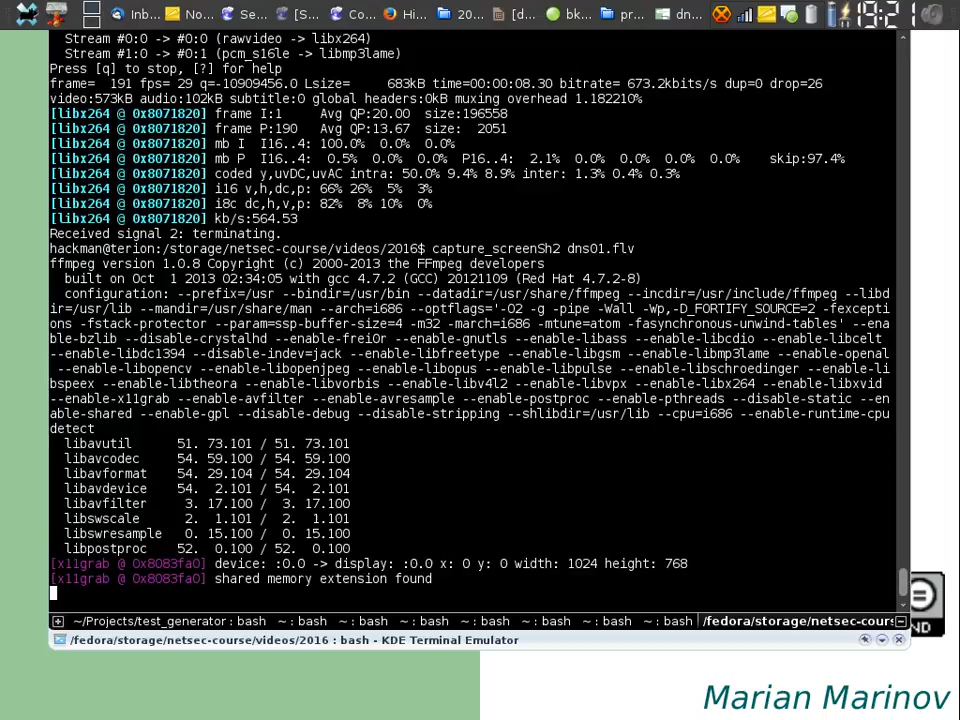 Inb... No... Se... [S... Co... Hi... 20... [d... bk... pr... dn... 19:21
Stream #0:0 -> #0:0 (rawvideo -> libx264)
Stream #1:0 -> #0:1 (pcm_s16le -> libmp3lame)
Press [q] to stop, [?] for help
frame=  191 fps= 29 q=-10909456.0 Lsize=     683kB time=00:00:08.30 bitrate= 673.2kbits/s dup=0 drop=26
video:573kB audio:102kB subtitle:0 global headers:0kB muxing overhead 1.182210%
[libx264 @ 0x8071820] frame I:1     Avg QP:20.00  size:196558
[libx264 @ 0x8071820] frame P:190   Avg QP:13.67  size:  2051
[libx264 @ 0x8071820] mb I  I16..4: 100.0%  0.0%  0.0%
[libx264 @ 0x8071820] mb P  I16..4:  0.5%  0.0%  0.0%  P16..4:  2.1%  0.0%  0.0%  0.0%  0.0%    skip:97.4%
[libx264 @ 0x8071820] coded y,uvDC,uvAC intra: 50.0% 9.4% 8.9% inter: 1.3% 0.4% 0.3%
[libx264 @ 0x8071820] i16 v,h,dc,p: 66% 26%  5%  3%
[libx264 @ 0x8071820] i8c dc,h,v,p: 82%  8% 10%  0%
[libx264 @ 0x8071820] kb/s:564.53
Received signal 2: terminating.
hackman@terion:/storage/netsec-course/videos/2016$ capture_screenSh2 dns01.flv
ffmpeg version 1.0.8 Copyright (c) 2000-2013 the FFmpeg developers
built on Oct  1 2013 02:34:05 with gcc 4.7.2 (GCC) 20121109 (Red Hat 4.7.2-8)
configuration: --prefix=/usr --bindir=/usr/bin --datadir=/usr/share/ffmpeg --incdir=/usr/include/ffmpeg --libd
ir=/usr/lib --mandir=/usr/share/man --arch=i686 --optflags='-O2 -g -pipe -Wall -Wp,-D_FORTIFY_SOURCE=2 -fexcepti
ons -fstack-protector --param=ssp-buffer-size=4 -m32 -march=i686 -mtune=atom -fasynchronous-unwind-tables' --ena
ble-bzlib --disable-crystalhd --enable-frei0r --enable-gnutls --enable-libass --enable-libcdio --enable-libcelt
--enable-libdc1394 --disable-indev=jack --enable-libfreetype --enable-libgsm --enable-libmp3lame --enable-openal
--enable-libopencv --enable-libopenjpeg --enable-libopus --enable-libpulse --enable-libschroedinger --enable-li
bspeex --enable-libtheora --enable-libvorbis --enable-libv4l2 --enable-libvpx --enable-libx264 --enable-libxvid
--enable-x11grab --enable-avfilter --enable-avresample --enable-postproc --enable-pthreads --disable-static --en
able-shared --enable-gpl --disable-debug --disable-stripping --shlibdir=/usr/lib --cpu=i686 --enable-runtime-cpu
detect
libavutil      51. 73.101 / 51. 73.101
libavcodec     54. 59.100 / 54. 59.100
libavformat    54. 29.104 / 54. 29.104
libavdevice    54.  2.101 / 54.  2.101
libavfilter     3. 17.100 /  3. 17.100
libswscale      2.  1.101 /  2.  1.101
libswresample   0. 15.100 /  0. 15.100
libpostproc    52.  0.100 / 52.  0.100
[x11grab @ 0x8083fa0] device: :0.0 -> display: :0.0 x: 0 y: 0 width: 1024 height: 768
[x11grab @ 0x8083fa0] shared memory extension found
~/Projects/test_generator : bash ~ : bash ~ : bash ~ : bash ~ : bash ~ : bash ~ : bash /fedora/storage/netsec-cours
/fedora/storage/netsec-course/videos/2016 : bash - KDE Terminal Emulator
ND
Marian Marinov